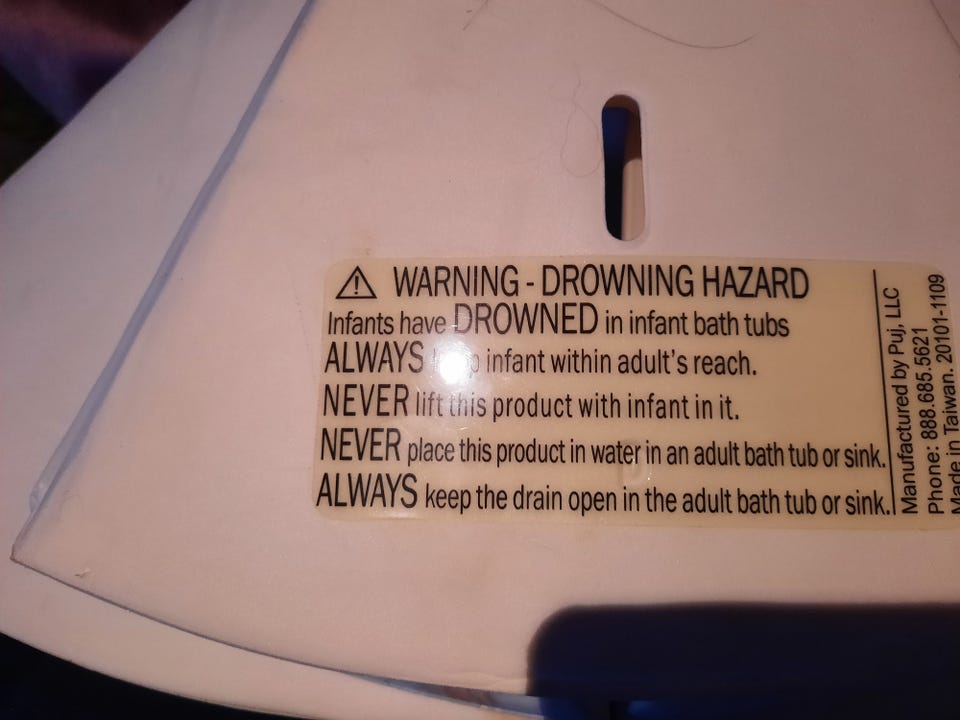 WARNING - DROWNING HAZARD
Infants have DROWNED in infant bath tubs
ALWAYS keep infant within adult's reach.
NEVER lift this product with infant in it.
NEVER place this product in water in an adult bath tub or sink.
ALWAYS keep the drain open in the adult bath tub or sink.
Manufactured by Puj, LLC
Phone: 888.685.5621
Made in Taiwan. 20101-1109